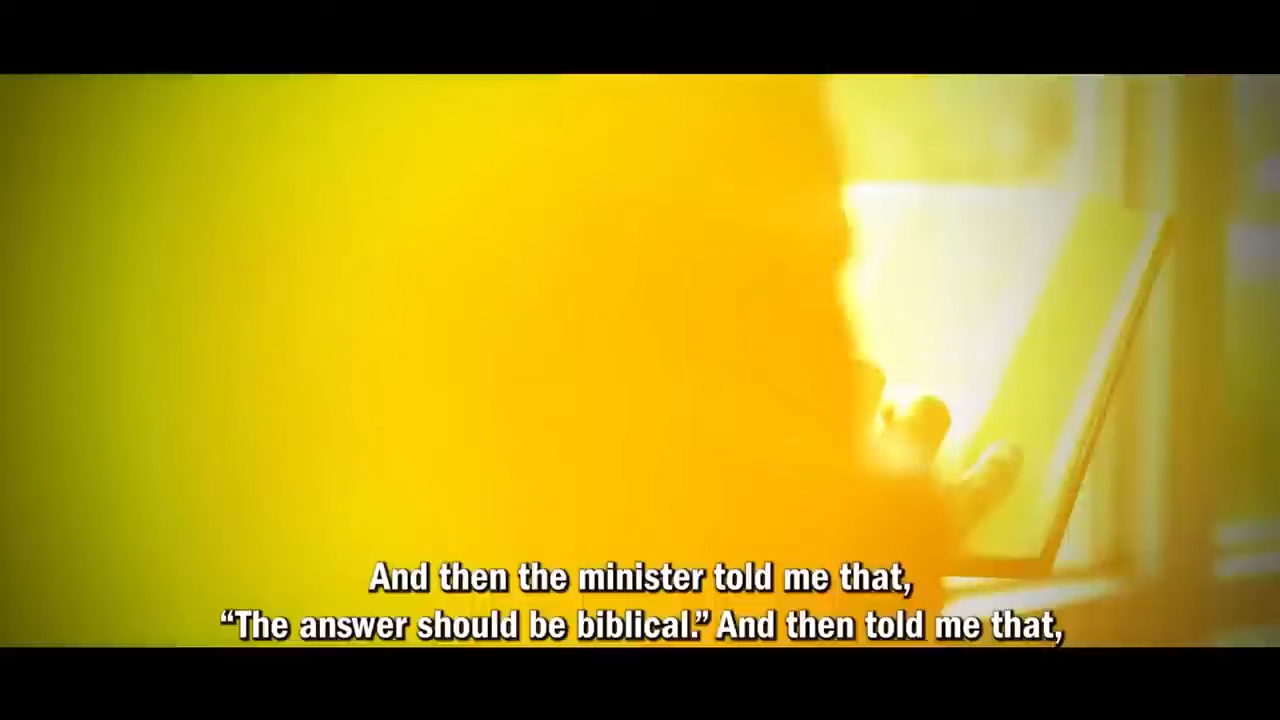 And then the minister told me that,
“The answer should be biblical.” And then told me that,